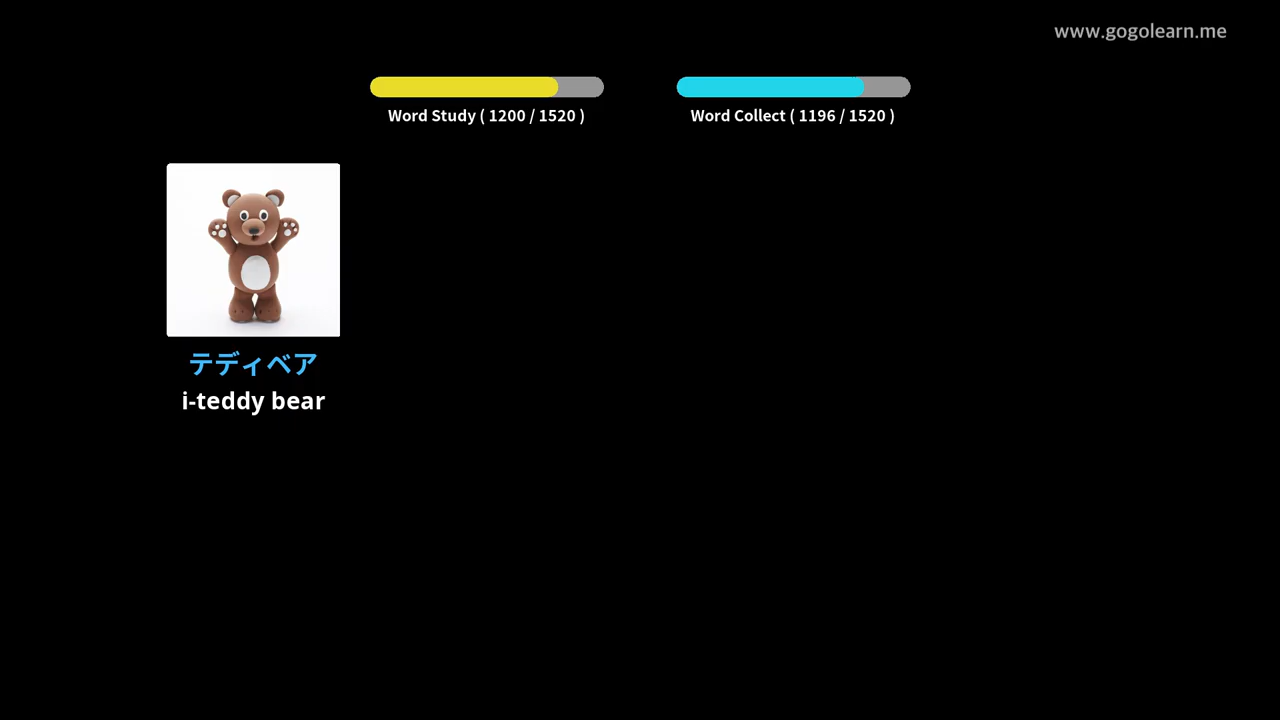 www.gogolearn.me
Word Study ( 1200 / 1520 )
Word Collect ( 1196 / 1520 )
テディベア
i-teddy bear